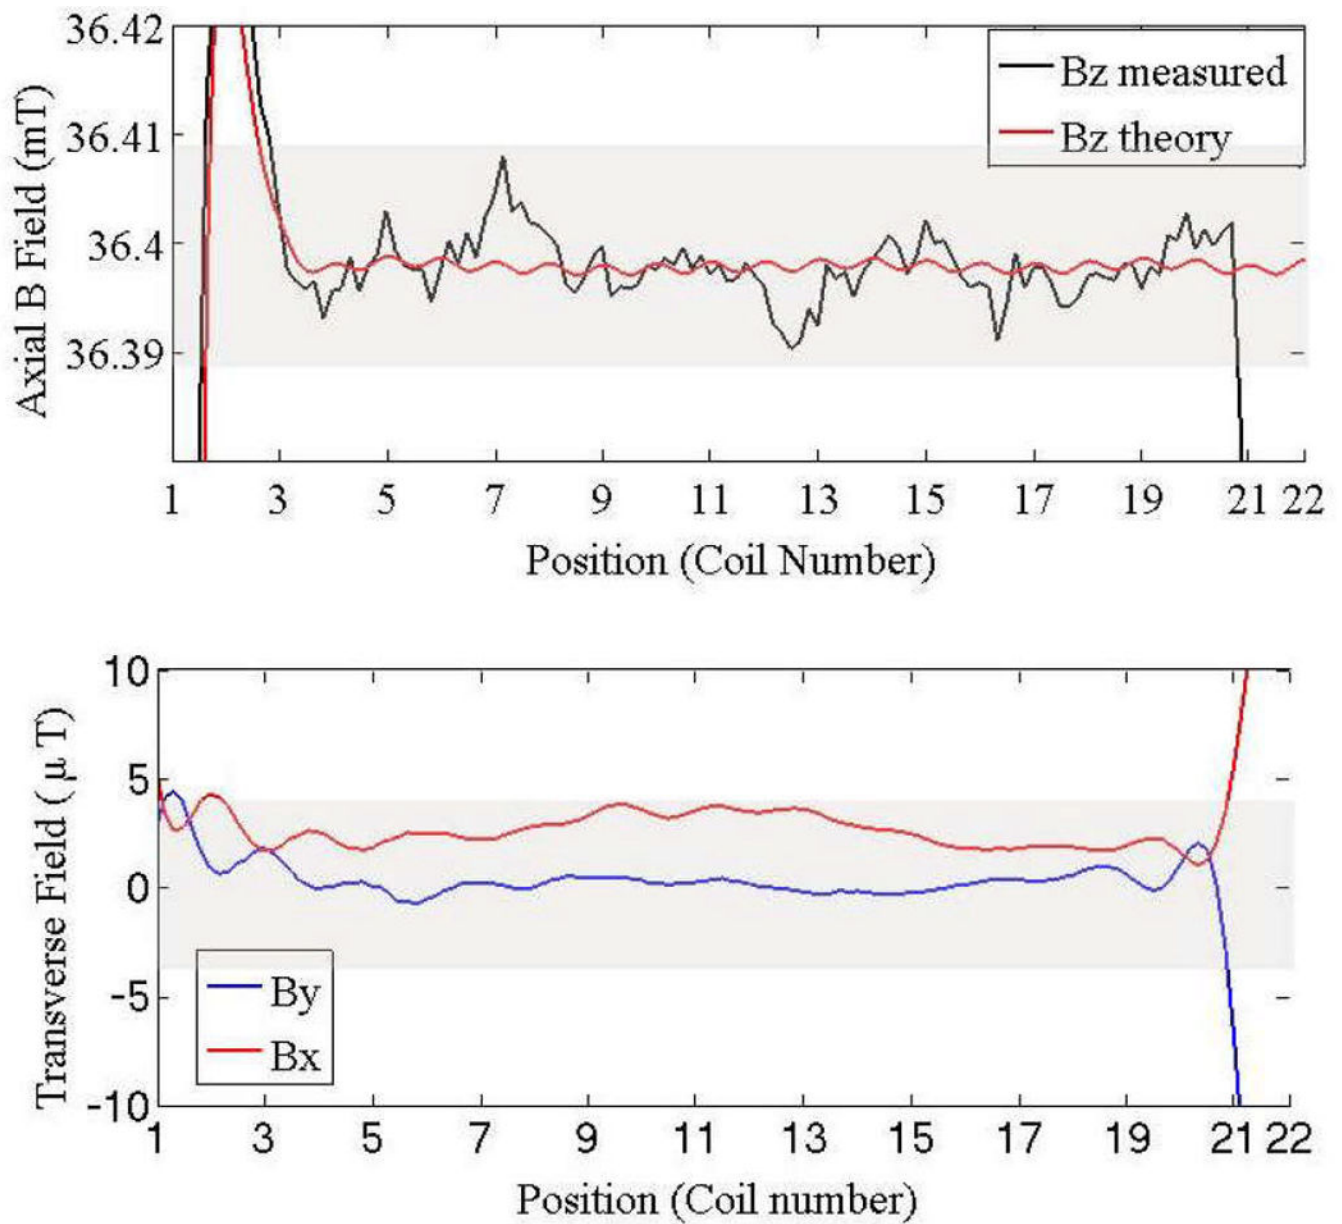 36.42
36.41
36.4
36.39
Axial B Field (mT)
Bz measured
Bz theory
1 3 5 7 9 11 13 15 17 19 21 22
Position (Coil Number)
10
5
0
-5
-10
Transverse Field ( μ T)
By
Bx
1 3 5 7 9 11 13 15 17 19 21 22
Position (Coil number)